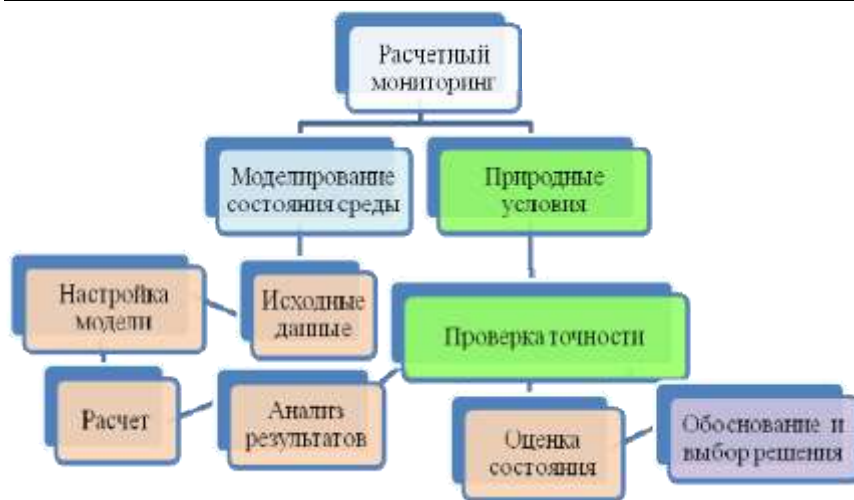 Расчетный
мониторинг
Моделирование
состояния среды
Природные
условия
Настройка
модели
Исходные
данные
Проверка точности
Расчет
Анализ
результатов
Оценка
состояния
Обоснование и
выбор решения